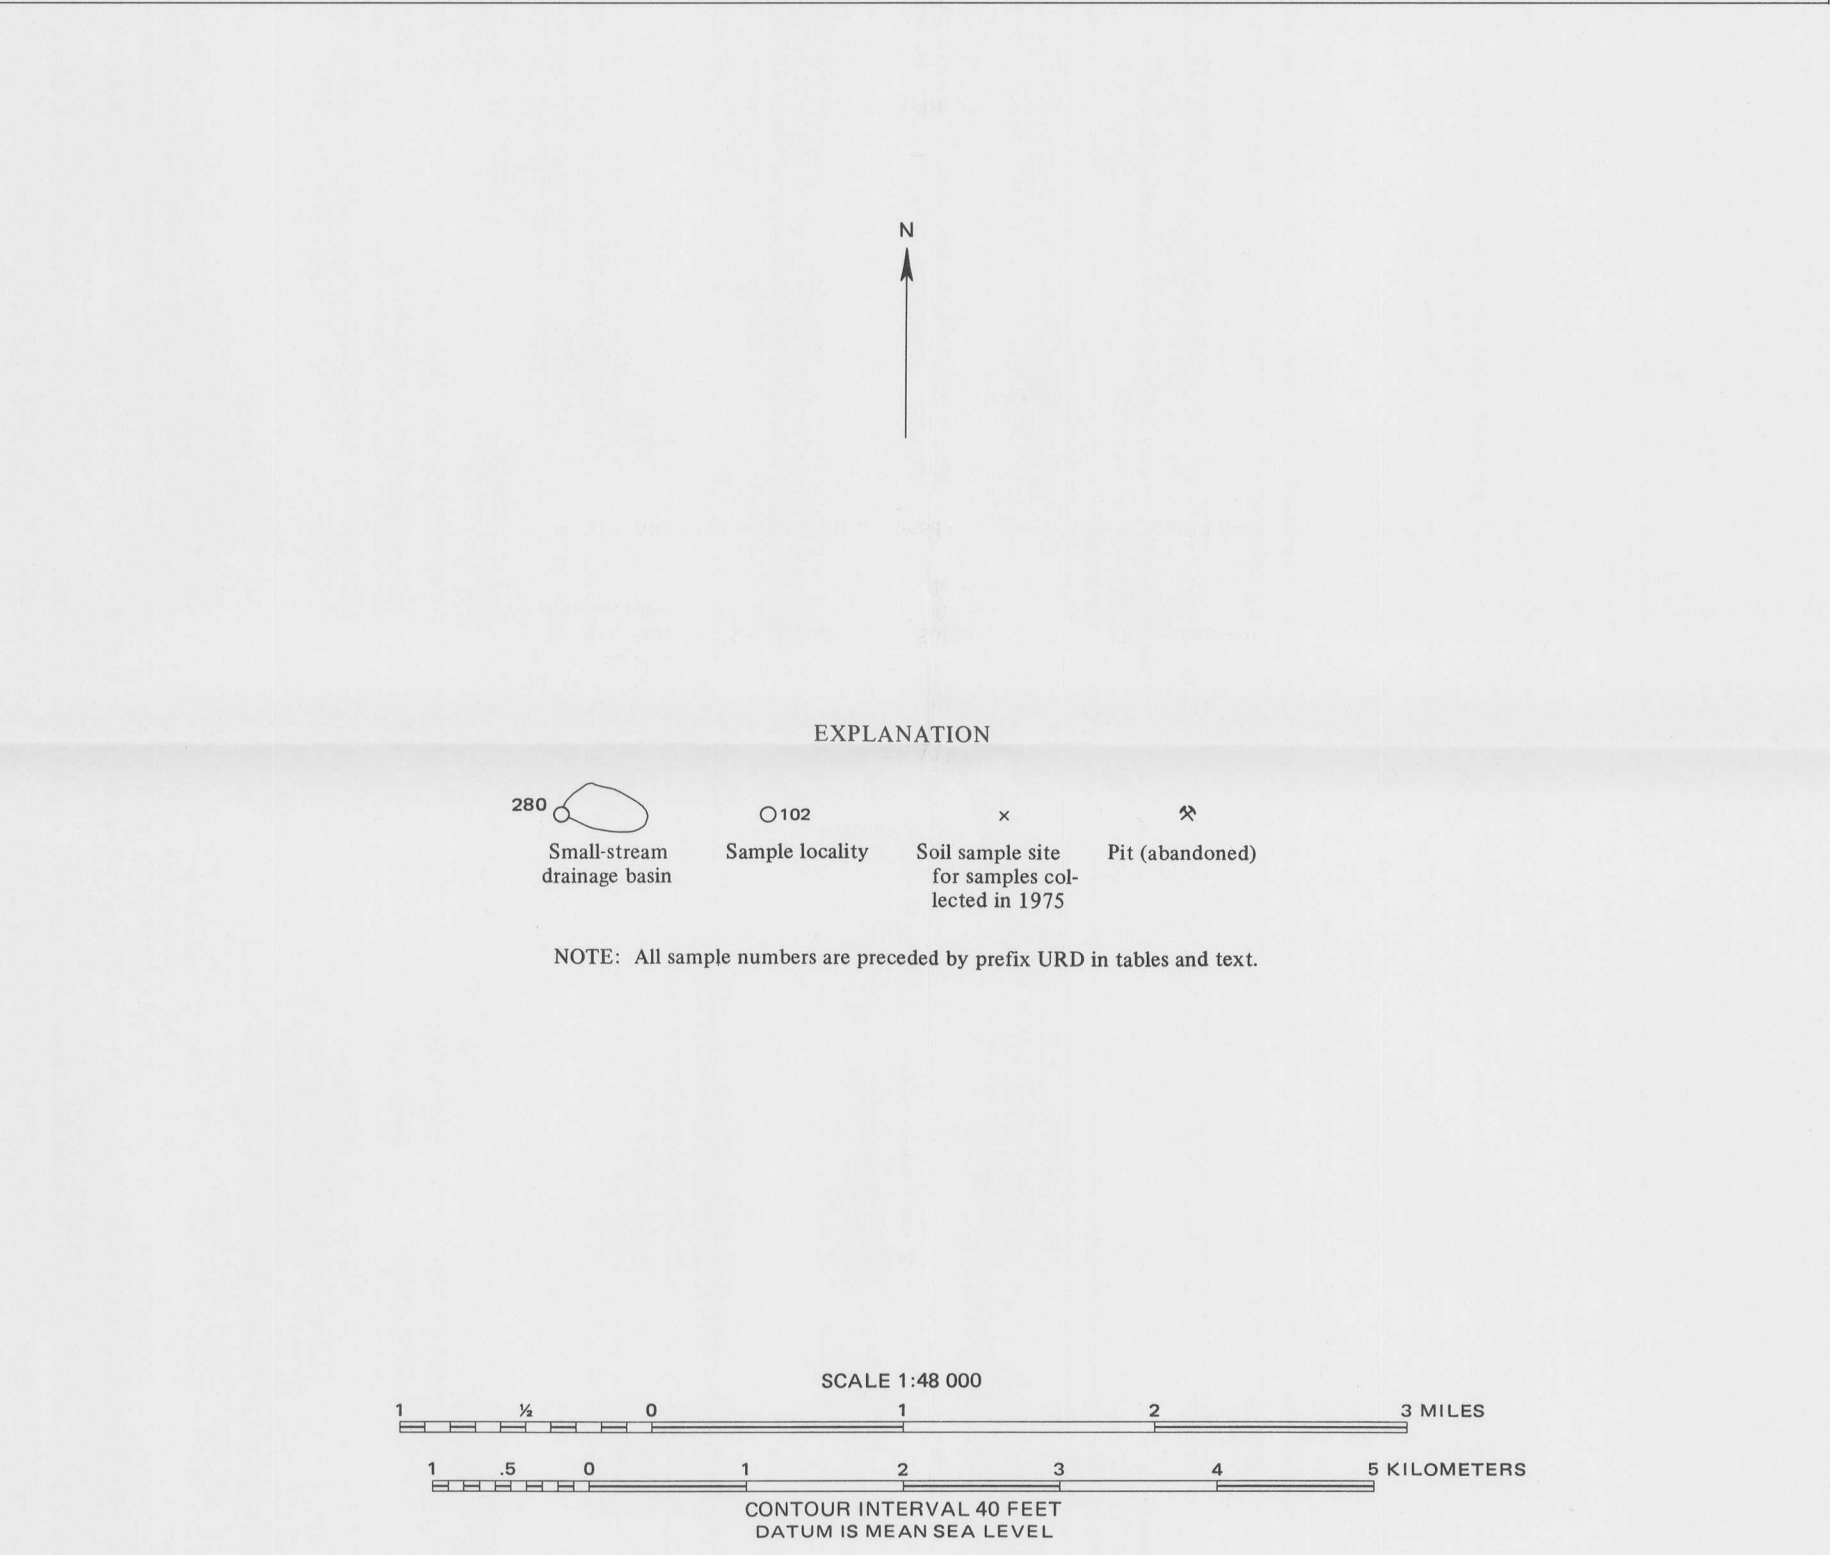 N
EXPLANATION
280
102
×
Small-stream
drainage basin
Sample locality
Soil sample site
for samples col-
lected in 1975
Pit (abandoned)
NOTE: All sample numbers are preceded by prefix URD in tables and text.
SCALE 1:48 000
1 ½ 0 1 2 3 MILES
1 .5 0 1 2 3 4 5 KILOMETERS
CONTOUR INTERVAL 40 FEET
DATUM IS MEAN SEA LEVEL